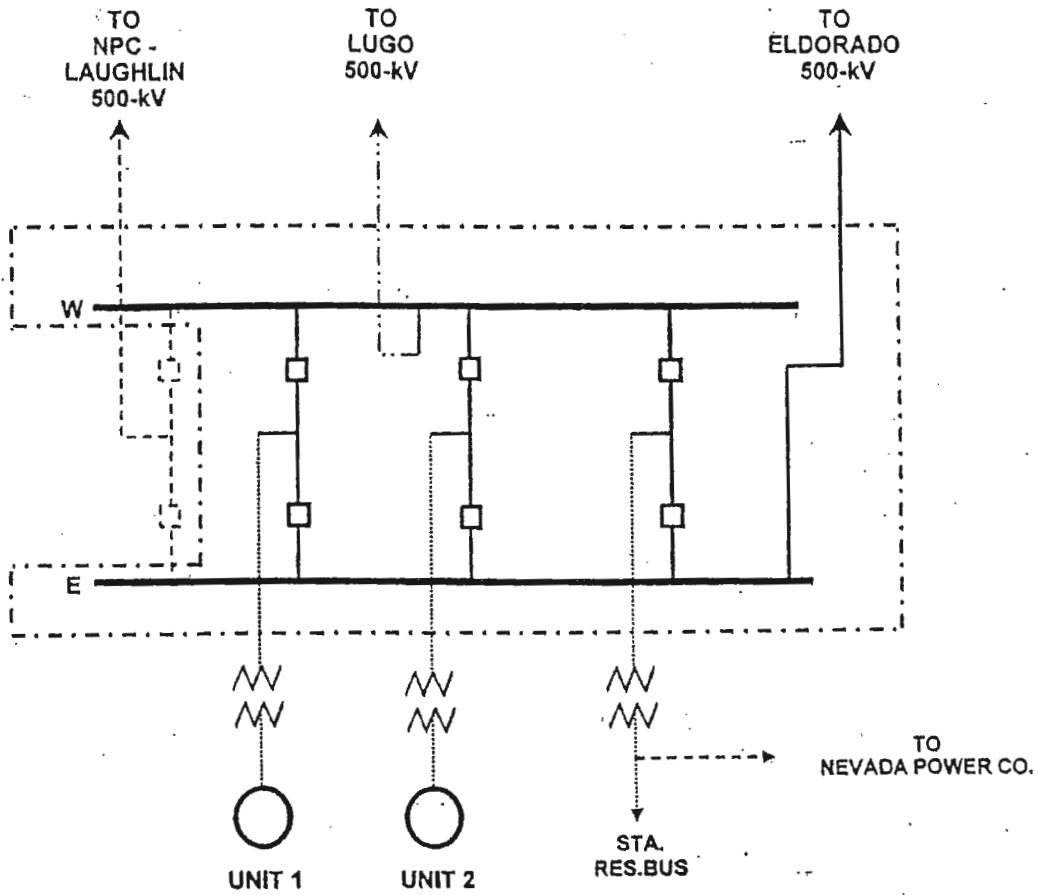 TO
NPC -
LAUGHLIN
500-kV
TO
LUGO
500-kV
TO
ELDORADO
500-kV
W
E
TO
NEVADA POWER CO.
STA.
RES.BUS
UNIT 1
UNIT 2